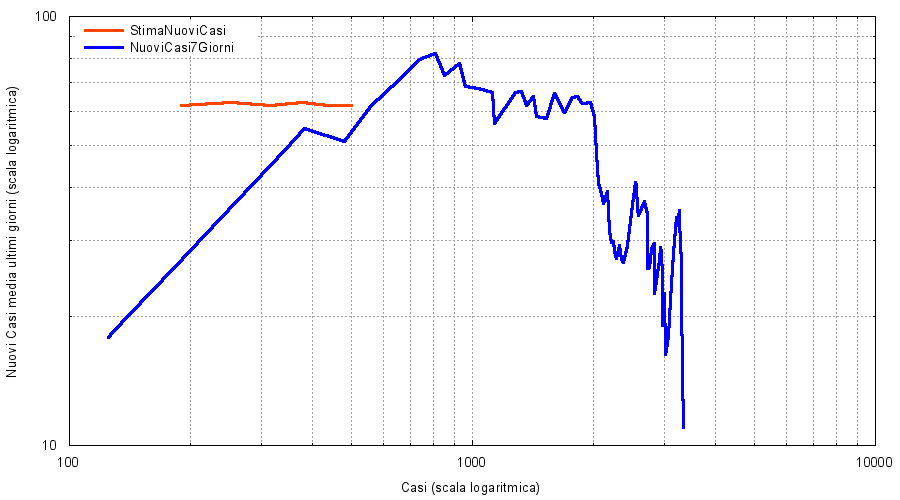 100
StimaNuoviCasi
NuoviCasi7Giorni
Nuovi Casi media ultimi giorni (scala logaritmica)
10
100
1000
10000
Casi (scala logaritmica)